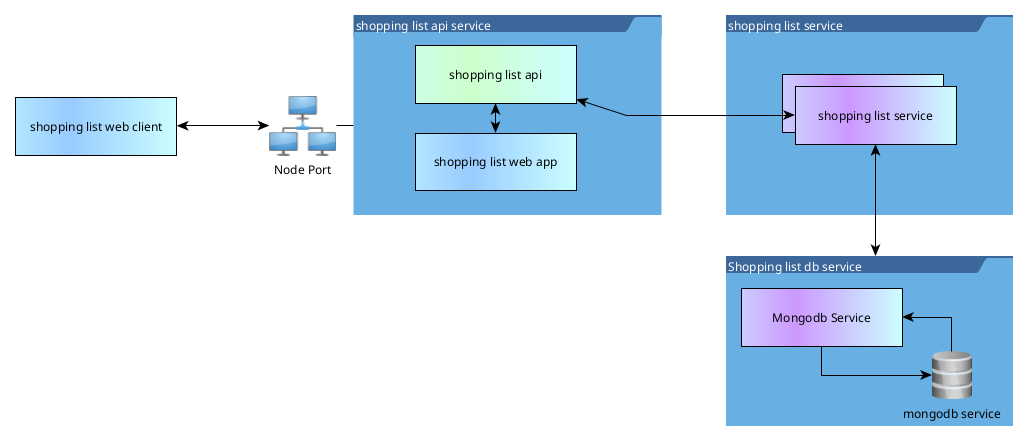 shopping list api service
shopping list service
shopping list api
shopping list web client
shopping list service
shopping list web app
Node Port
Shopping list db service
Mongodb Service
mongodb service